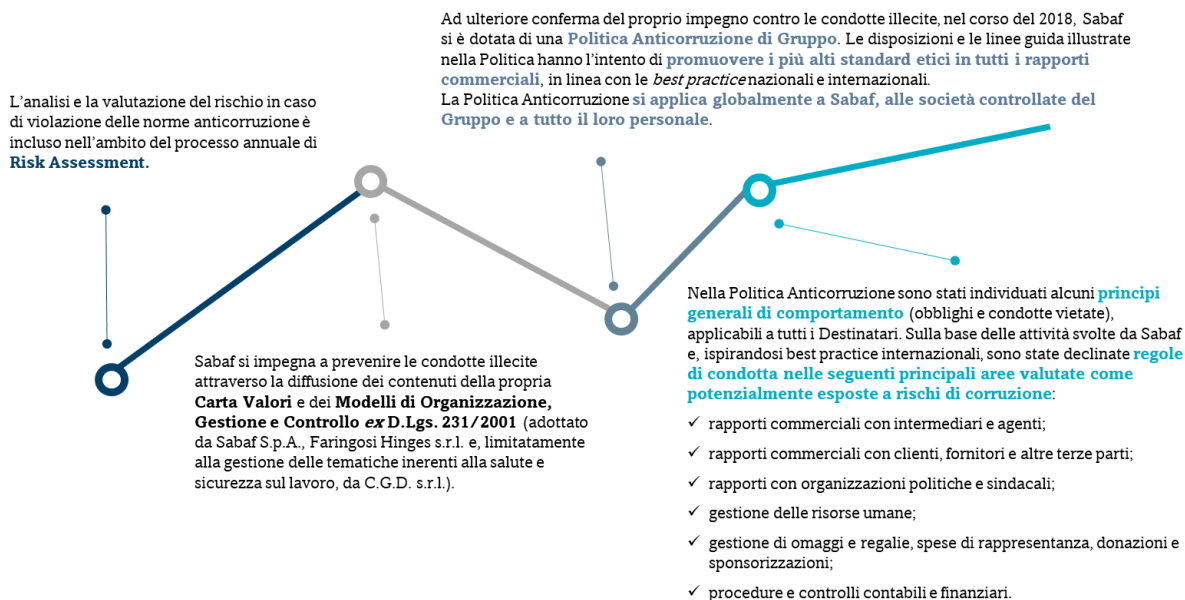 L'analisi e la valutazione del rischio in caso
di violazione delle norme anticorruzione è
incluso nell'ambito del processo annuale di
Risk Assessment.
Sabaf si impegna a prevenire le condotte illecite
attraverso la diffusione dei contenuti della propria
Carta Valori e dei Modelli di Organizzazione,
Gestione e Controllo ex D.Lgs. 231/2001 (adottato
da Sabaf S.p.A., Faringosi Hinges s.r.l. e, limitatamente
alla gestione delle tematiche inerenti alla salute e
sicurezza sul lavoro, da C.G.D. s.r.l.).
Ad ulteriore conferma del proprio impegno contro le condotte illecite, nel corso del 2018, Sabaf
si è dotata di una Politica Anticorruzione di Gruppo. Le disposizioni e le linee guida illustrate
nella Politica hanno l'intento di promuovere i più alti standard etici in tutti i rapporti
commerciali, in linea con le best practice nazionali e internazionali.
La Politica Anticorruzione si applica globalmente a Sabaf, alle società controllate del
Gruppo e a tutto il loro personale.
Nella Politica Anticorruzione sono stati individuati alcuni principi
generali di comportamento (obblighi e condotte vietate),
applicabili a tutti i Destinatari. Sulla base delle attività svolte da Sabaf
e, ispirandosi best practice internazionali, sono state declinate regole
di condotta nelle seguenti principali aree valutate come
potenzialmente esposte a rischi di corruzione:
✓ rapporti commerciali con intermediari e agenti;
✓ rapporti commerciali con clienti, fornitori e altre terze parti;
✓ rapporti con organizzazioni politiche e sindacali;
✓ gestione delle risorse umane;
✓ gestione di omaggi e regalie, spese di rappresentanza, donazioni e
sponsorizzazioni;
✓ procedure e controlli contabili e finanziari.